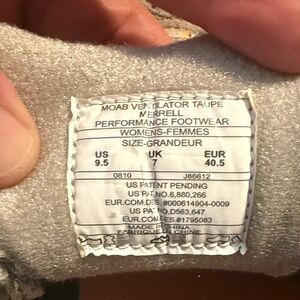 MOAB VENTILATOR TAUPE
MERRELL
PERFORMANCE FOOTWEAR
WOMENS-FEMMES
SIZE-GRANDEUR
US UK EUR
9.5 7 40.5
0810 J86612
US PATENT PENDING
US PAT.NO.6,880,266
EUR.COM.DES.#000614904-0009
US PAT.NO.D563,647
EUR.COM.DES.#1795083
MADE IN CHINA
FABRIQUE EN CHINE